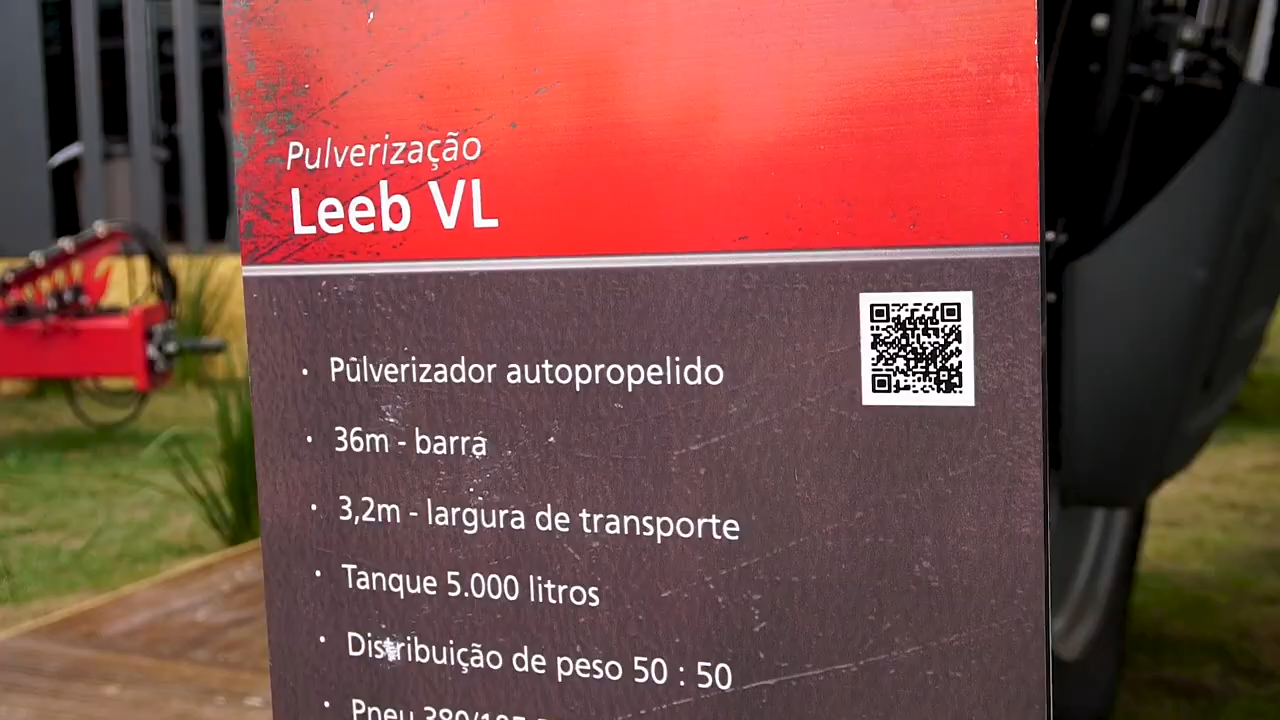 Pulverização
Leeb VL
· Pulverizador autopropelido
· 36m - barra
· 3,2m - largura de transporte
· Tanque 5.000 litros
· Distribuição de peso 50 : 50
· Pneu